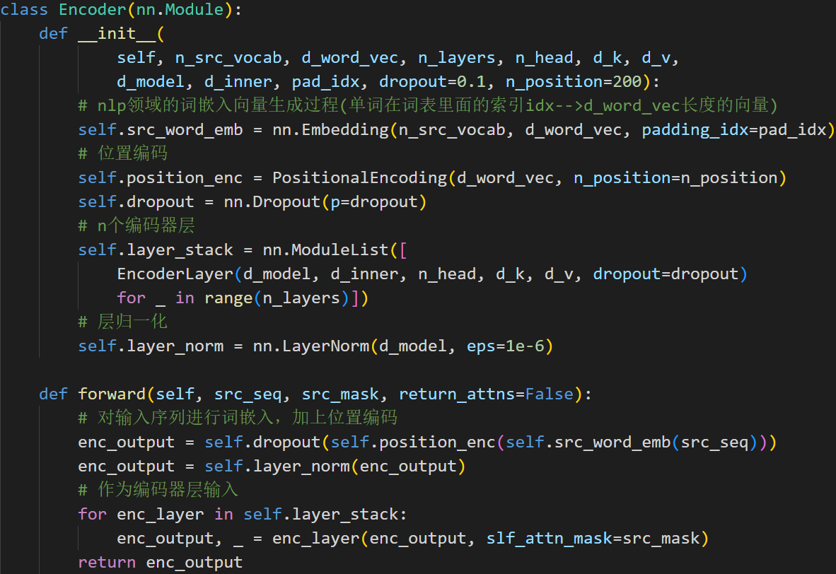 class Encoder(nn.Module):
    def __init__(
            self, n_src_vocab, d_word_vec, n_layers, n_head, d_k, d_v,
            d_model, d_inner, pad_idx, dropout=0.1, n_position=200):
        # nlp领域的词嵌入向量生成过程(单词在词表里面的索引idx-->d_word_vec长度的向量)
        self.src_word_emb = nn.Embedding(n_src_vocab, d_word_vec, padding_idx=pad_idx)
        # 位置编码
        self.position_enc = PositionalEncoding(d_word_vec, n_position=n_position)
        self.dropout = nn.Dropout(p=dropout)
        # n个编码器层
        self.layer_stack = nn.ModuleList([
            EncoderLayer(d_model, d_inner, n_head, d_k, d_v, dropout=dropout)
            for _ in range(n_layers)])
        # 层归一化
        self.layer_norm = nn.LayerNorm(d_model, eps=1e-6)
    def forward(self, src_seq, src_mask, return_attns=False):
        # 对输入序列进行词嵌入，加上位置编码
        enc_output = self.dropout(self.position_enc(self.src_word_emb(src_seq)))
        enc_output = self.layer_norm(enc_output)
        # 作为编码器层输入
        for enc_layer in self.layer_stack:
            enc_output, _ = enc_layer(enc_output, slf_attn_mask=src_mask)
        return enc_output